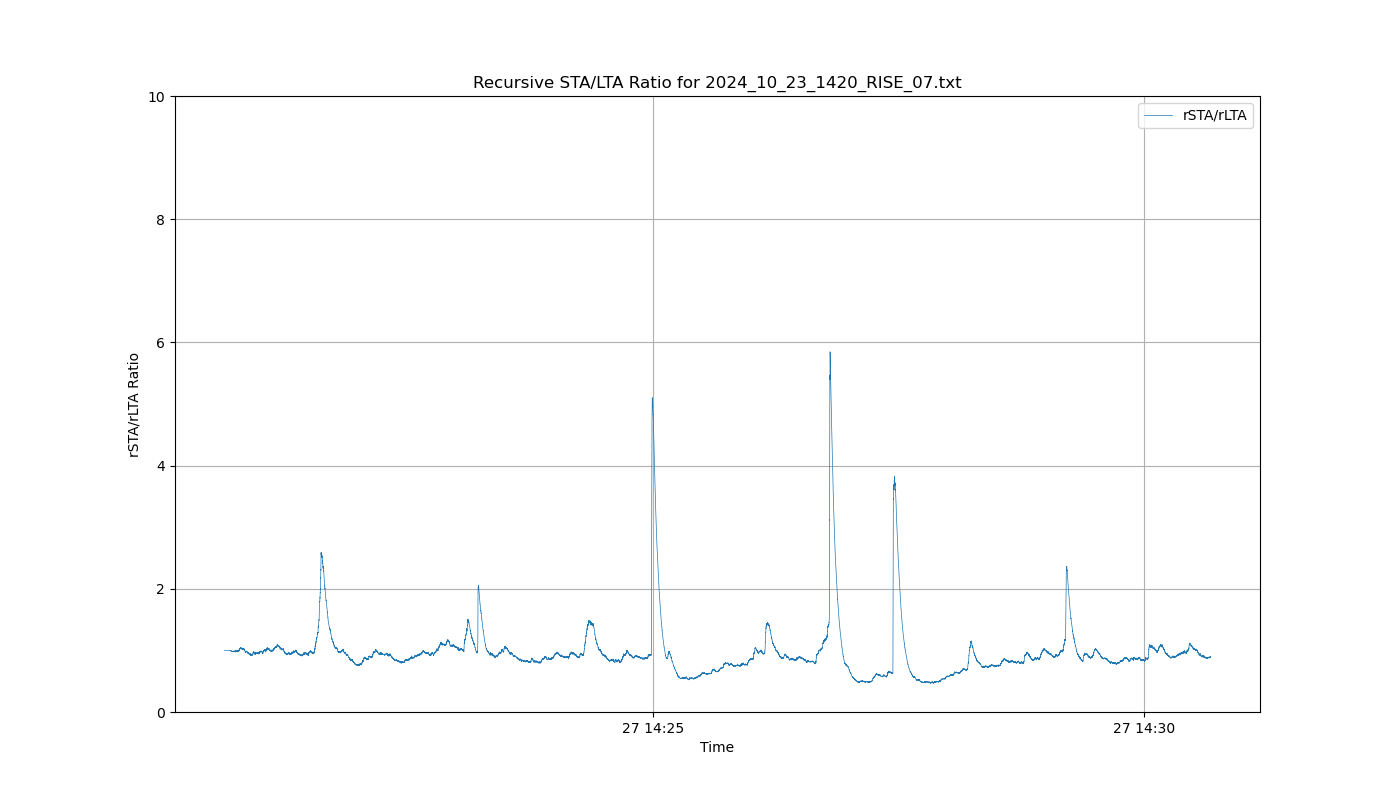 Recursive STA/LTA Ratio for 2024_10_23_1420_RISE_07.txt
rSTA/rLTA
10
8
6
4
2
0
rSTA/rLTA Ratio
27 14:25
27 14:30
Time